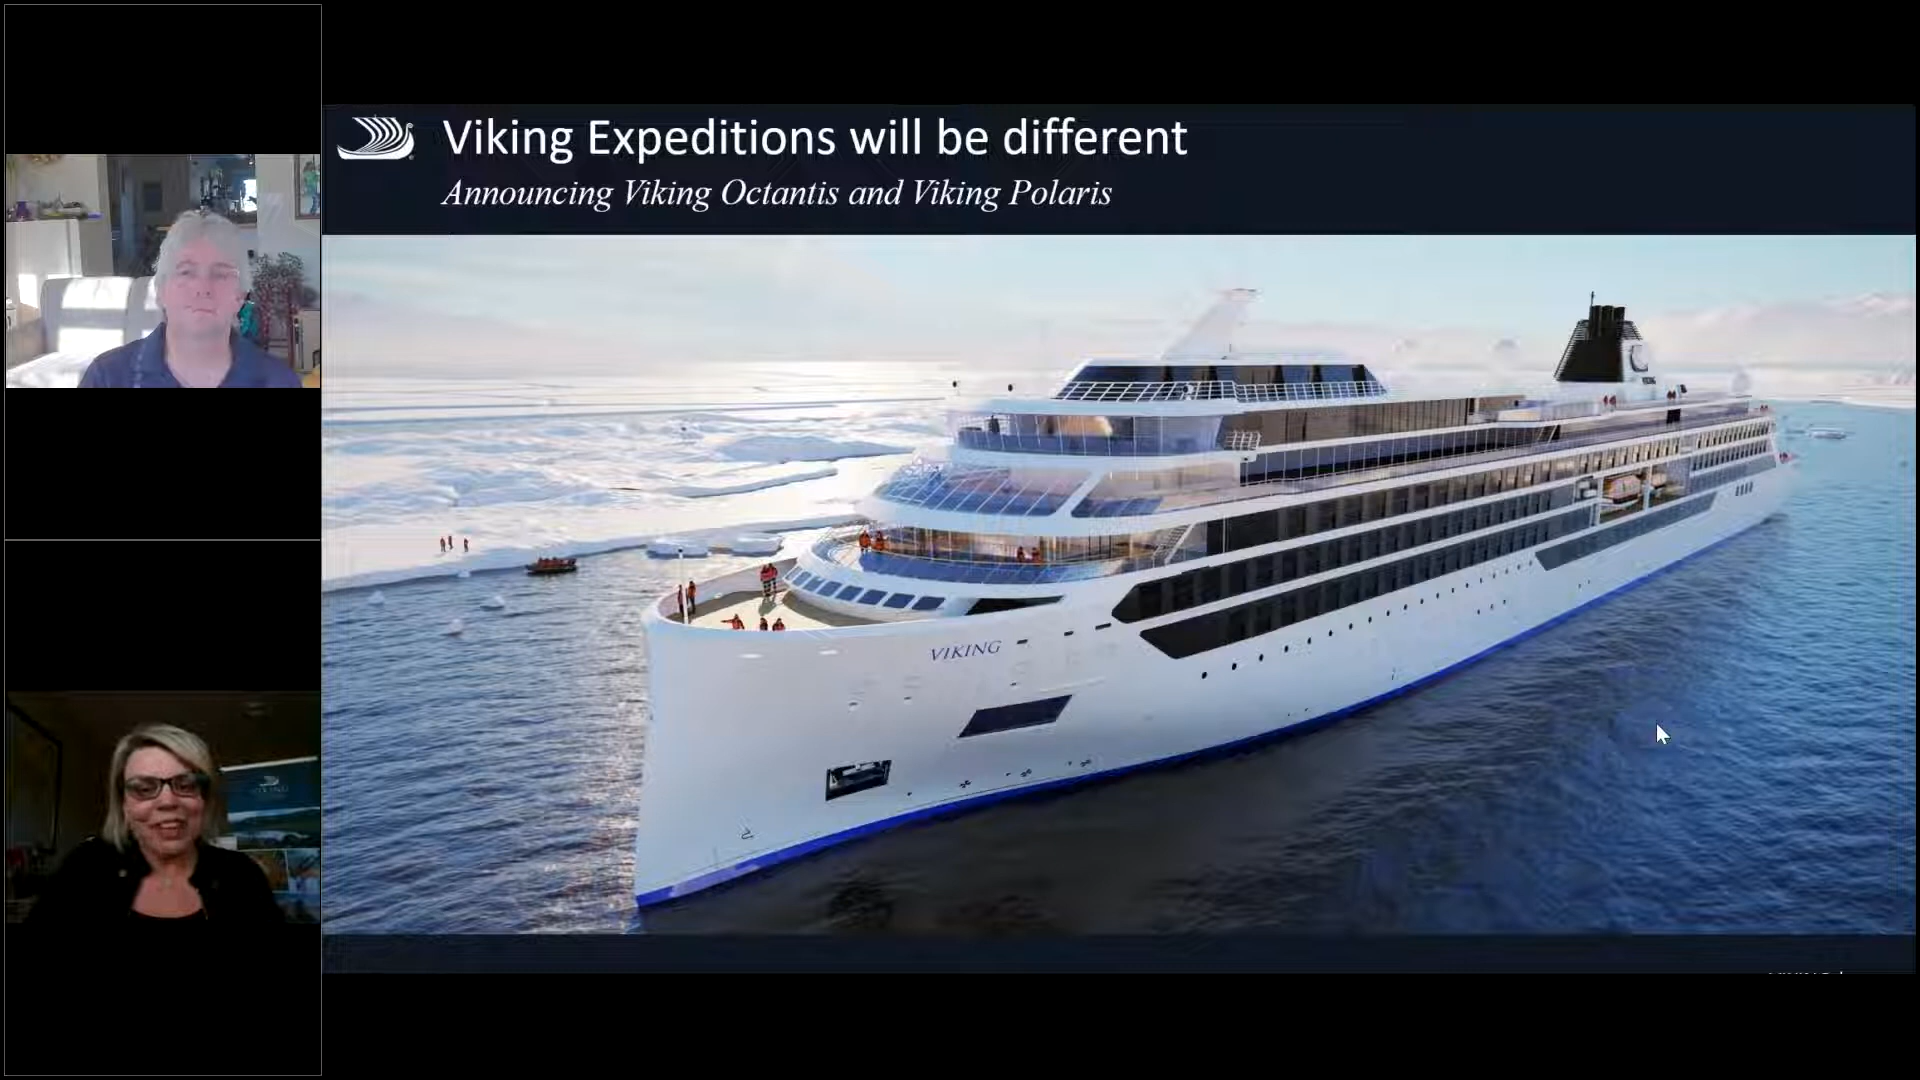 Viking Expeditions will be different
Announcing Viking Octantis and Viking Polaris
VIKING